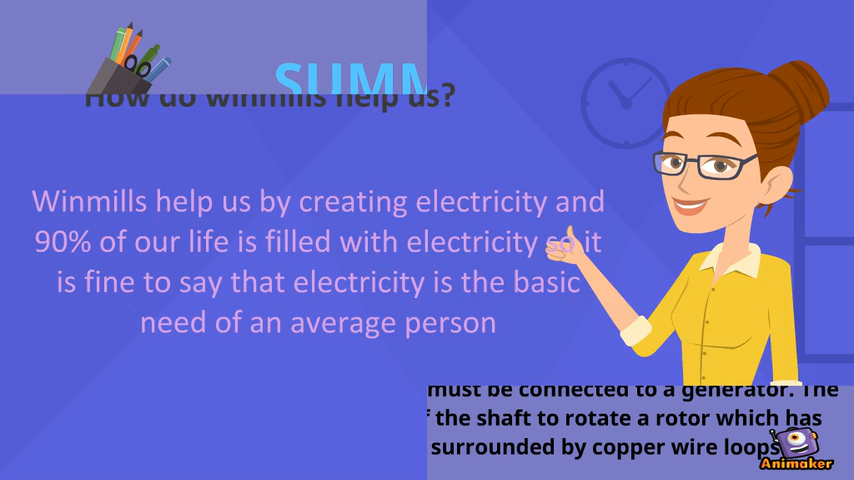 SUMM
How do winmills help us?
Winmills help us by creating electricity and
90% of our life is filled with electricity so it
is fine to say that electricity is the basic
need of an average person
must be connected to a generator. The
f the shaft to rotate a rotor which has
surrounded by copper wire loops
Animaker